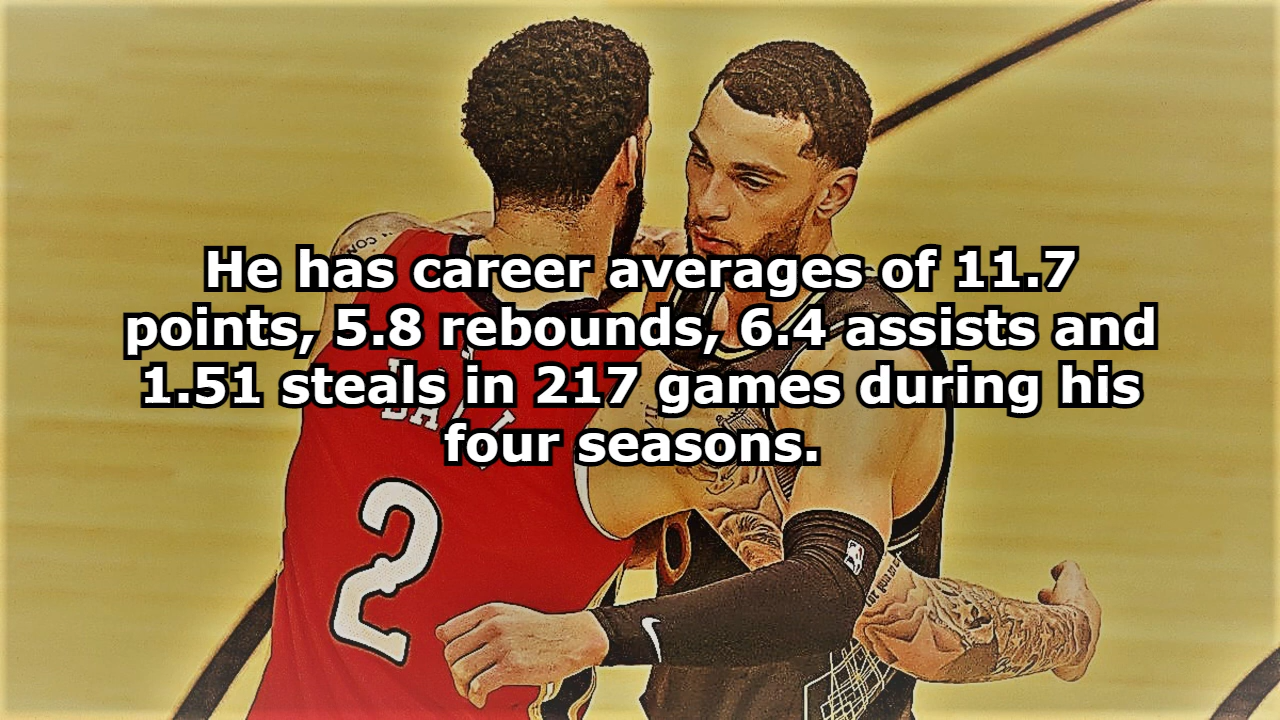 He has career averages of 11.7
points, 5.8 rebounds, 6.4 assists and
1.51 steals in 217 games during his
four seasons.
BALL
2